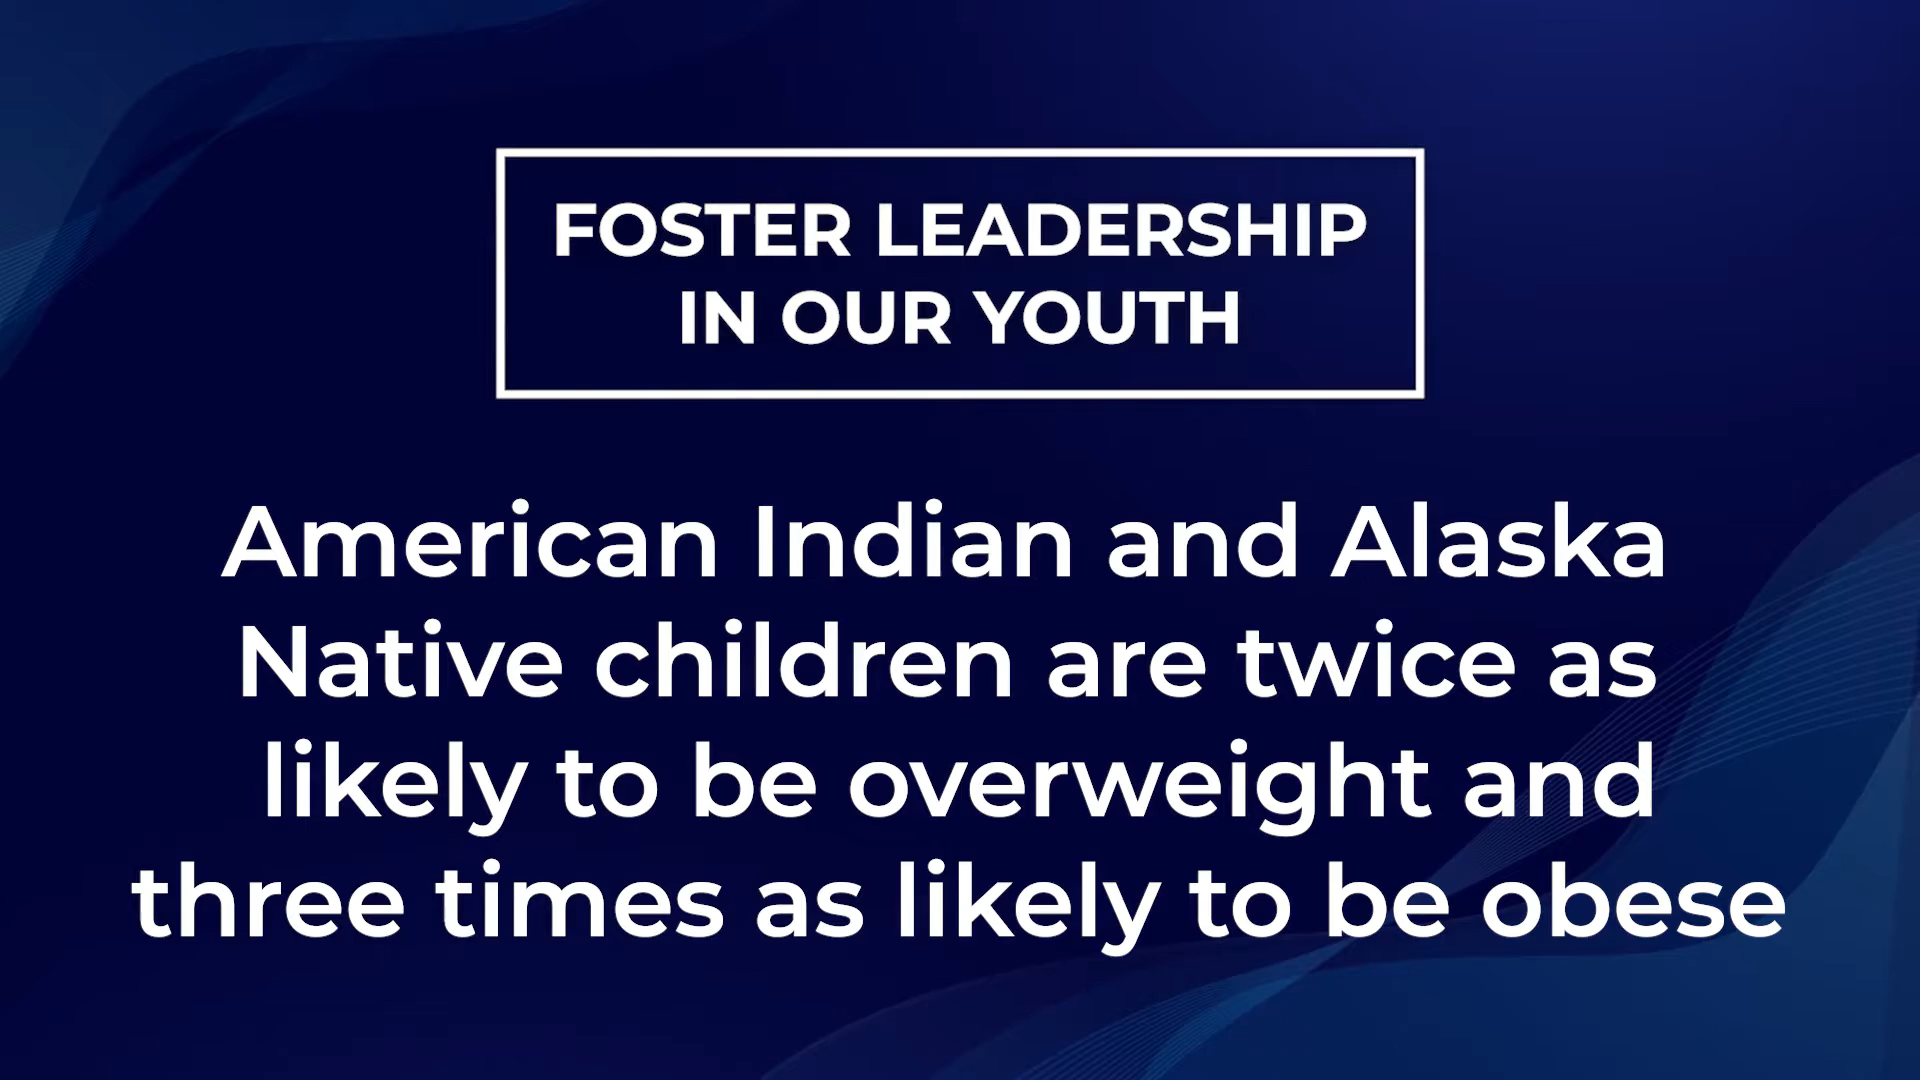 FOSTER LEADERSHIP
IN OUR YOUTH
American Indian and Alaska
Native children are twice as
likely to be overweight and
three times as likely to be obese